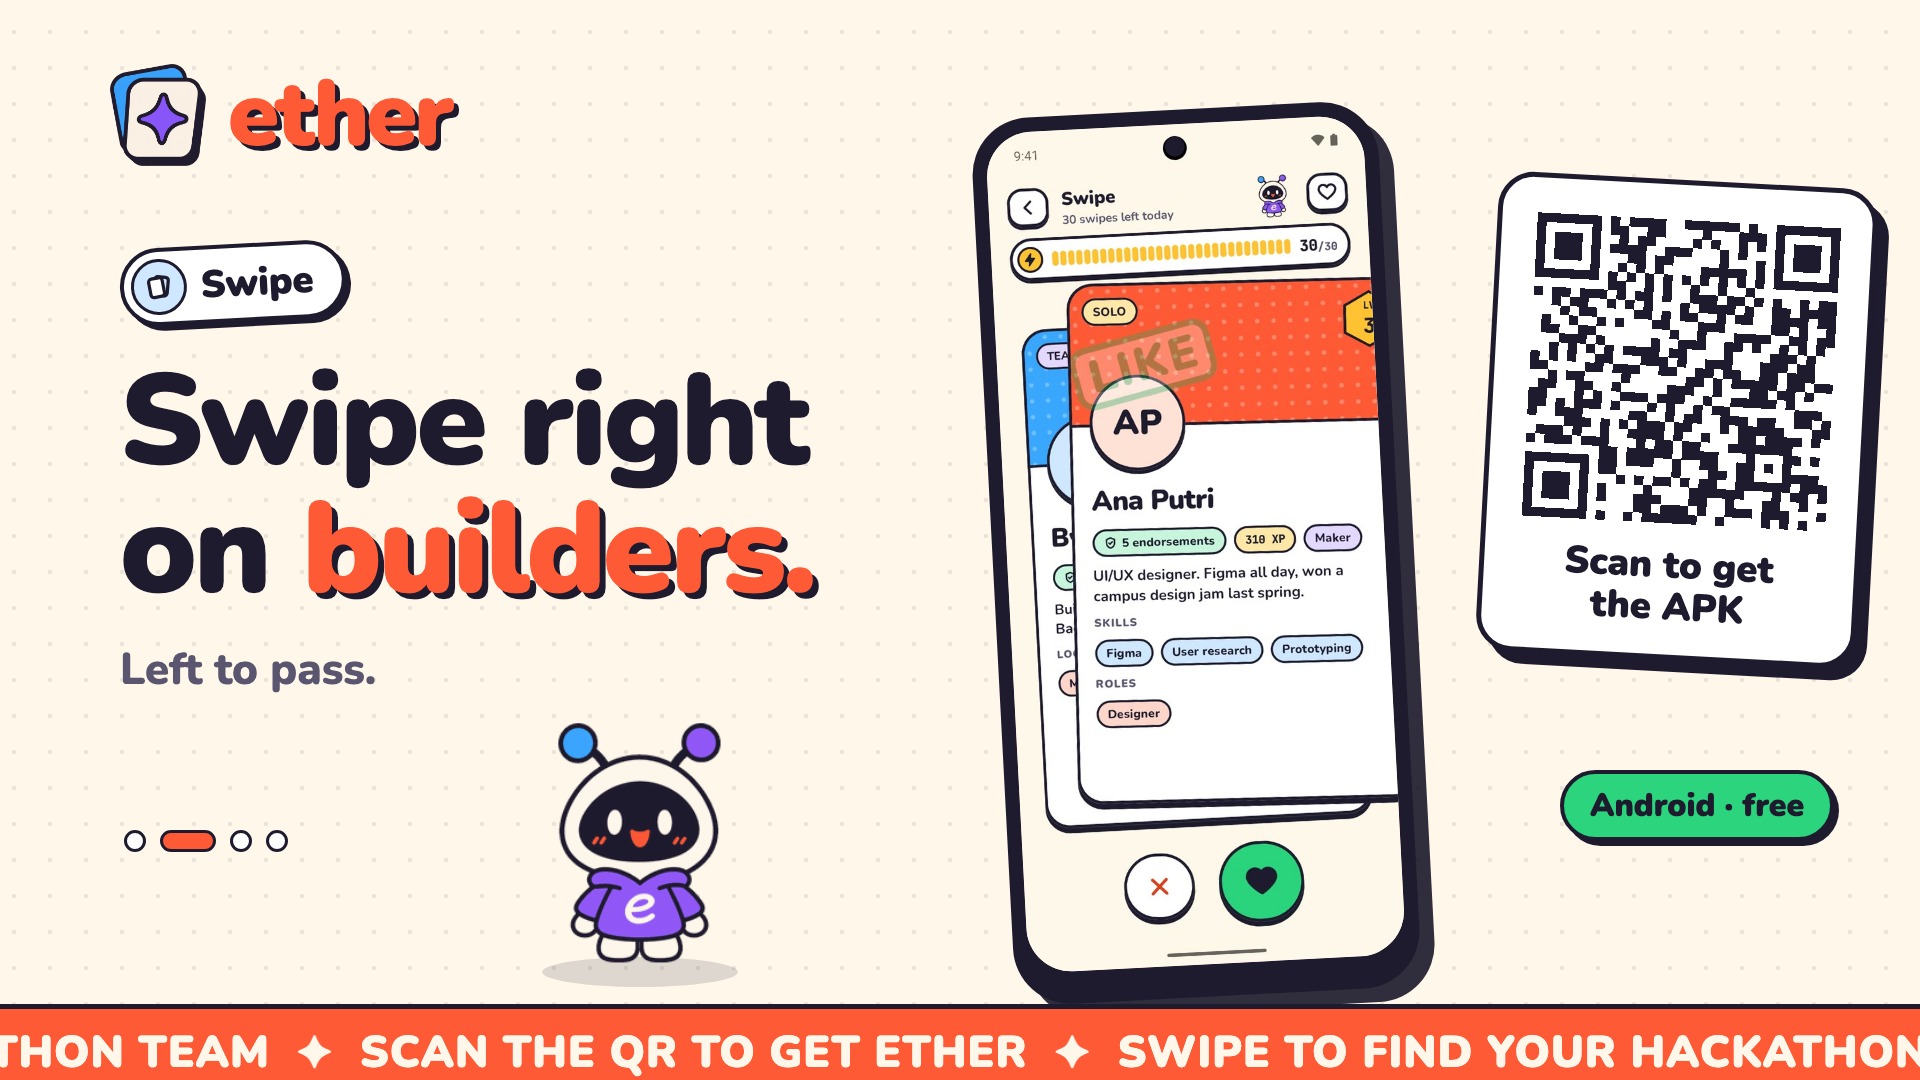 ether
Swipe
Swipe right
on builders.
Left to pass.
e
9:41
Swipe
30 swipes left today
30/30
SOLO
LIKE
AP
Ana Putri
5 endorsements
310 XP
Maker
UI/UX designer. Figma all day, won a
campus design jam last spring.
SKILLS
Figma
User research
Prototyping
ROLES
Designer
Scan to get
the APK
Android · free
THON TEAM ✦ SCAN THE QR TO GET ETHER ✦ SWIPE TO FIND YOUR HACKATHON